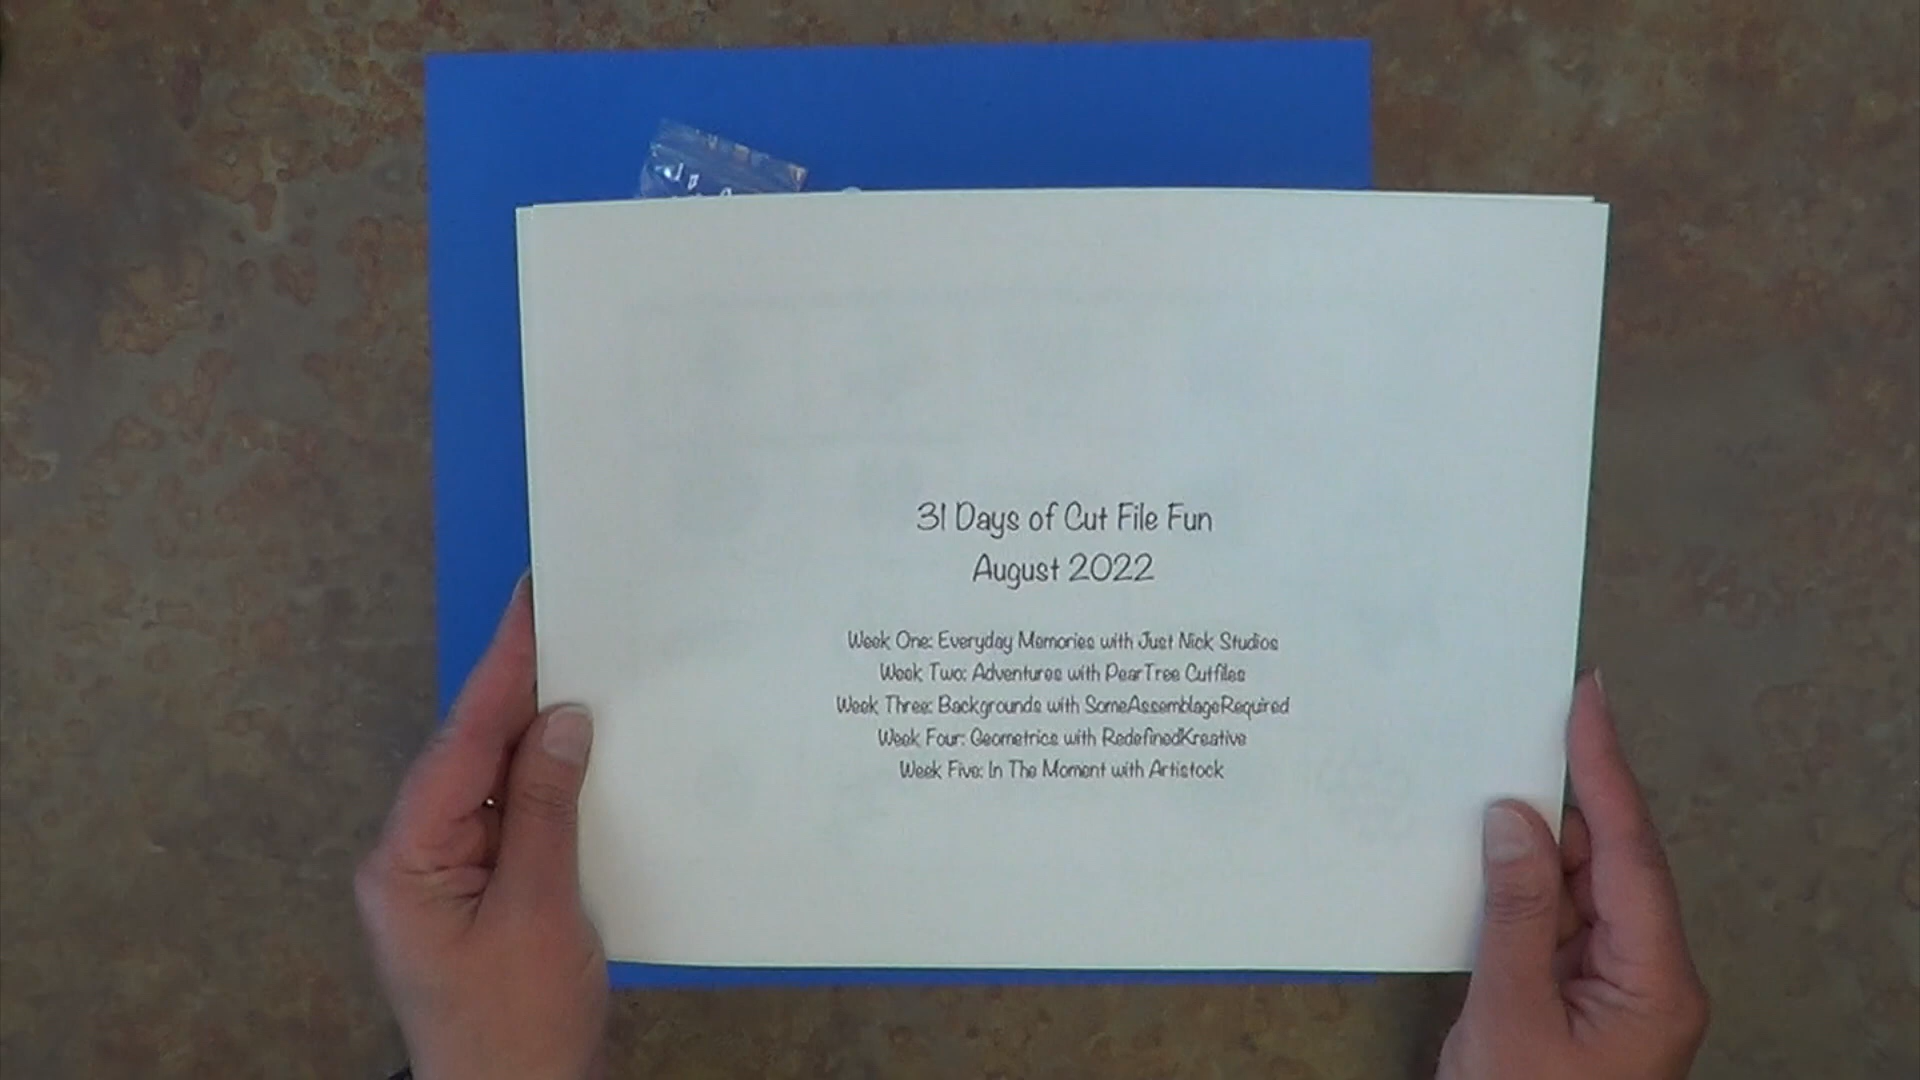 31 Days of Cut File Fun
August 2022
Week One: Everyday Memories with Just Nick Studios
Week Two: Adventures with PearTree Cutfiles
Week Three: Backgrounds with SomeAssemblageRequired
Week Four: Geometrics with RedefinedKreative
Week Five: In The Moment with Artistock